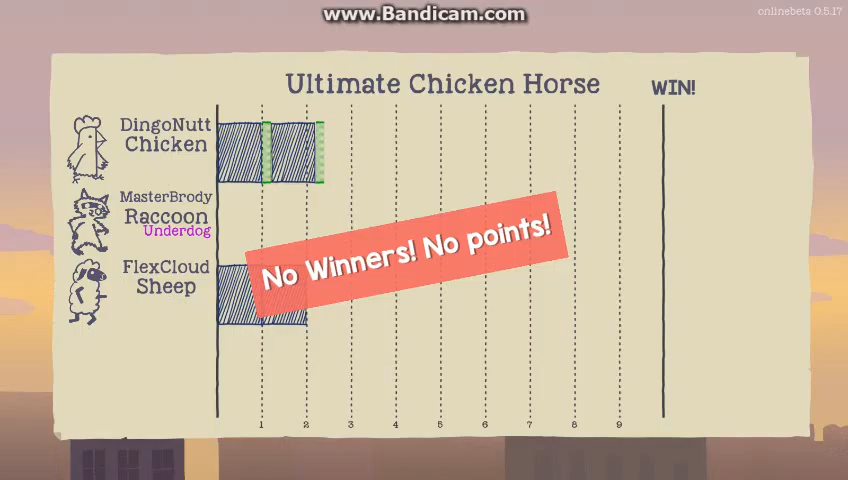 www.Bandicam.com
onlinebeta 0.5.17
Ultimate Chicken Horse
WIN!
DingoNutt
Chicken
MasterBrody
Raccoon
Underdog
FlexCloud
Sheep
No Winners! No points!
1 2 3 4 5 6 7 8 9